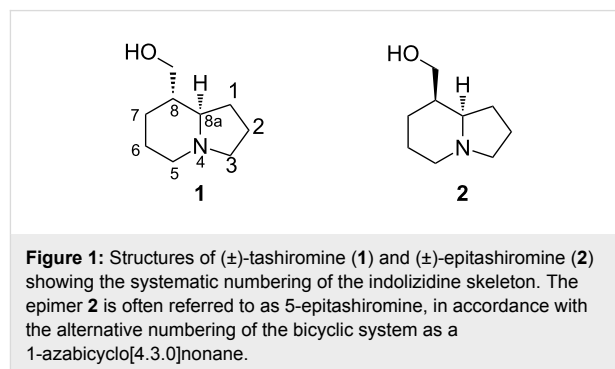 HO
H
1
7
8
8a
2
6
N
4
5
3
1
HO
H
N
2
Figure 1: Structures of (±)-tashiromine (1) and (±)-epitashiromine (2)
showing the systematic numbering of the indolizidine skeleton. The
epimer 2 is often referred to as 5-epitashiromine, in accordance with
the alternative numbering of the bicyclic system as a
1-azabicyclo[4.3.0]nonane.